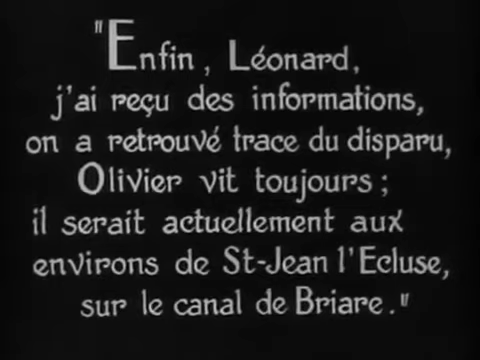 "Enfin, Léonard,
j'ai reçu des informations,
on a retrouvé trace du disparu,
Olivier vit toujours ;
il serait actuellement aux
environs de St-Jean l'Ecluse,
sur le canal de Briare."